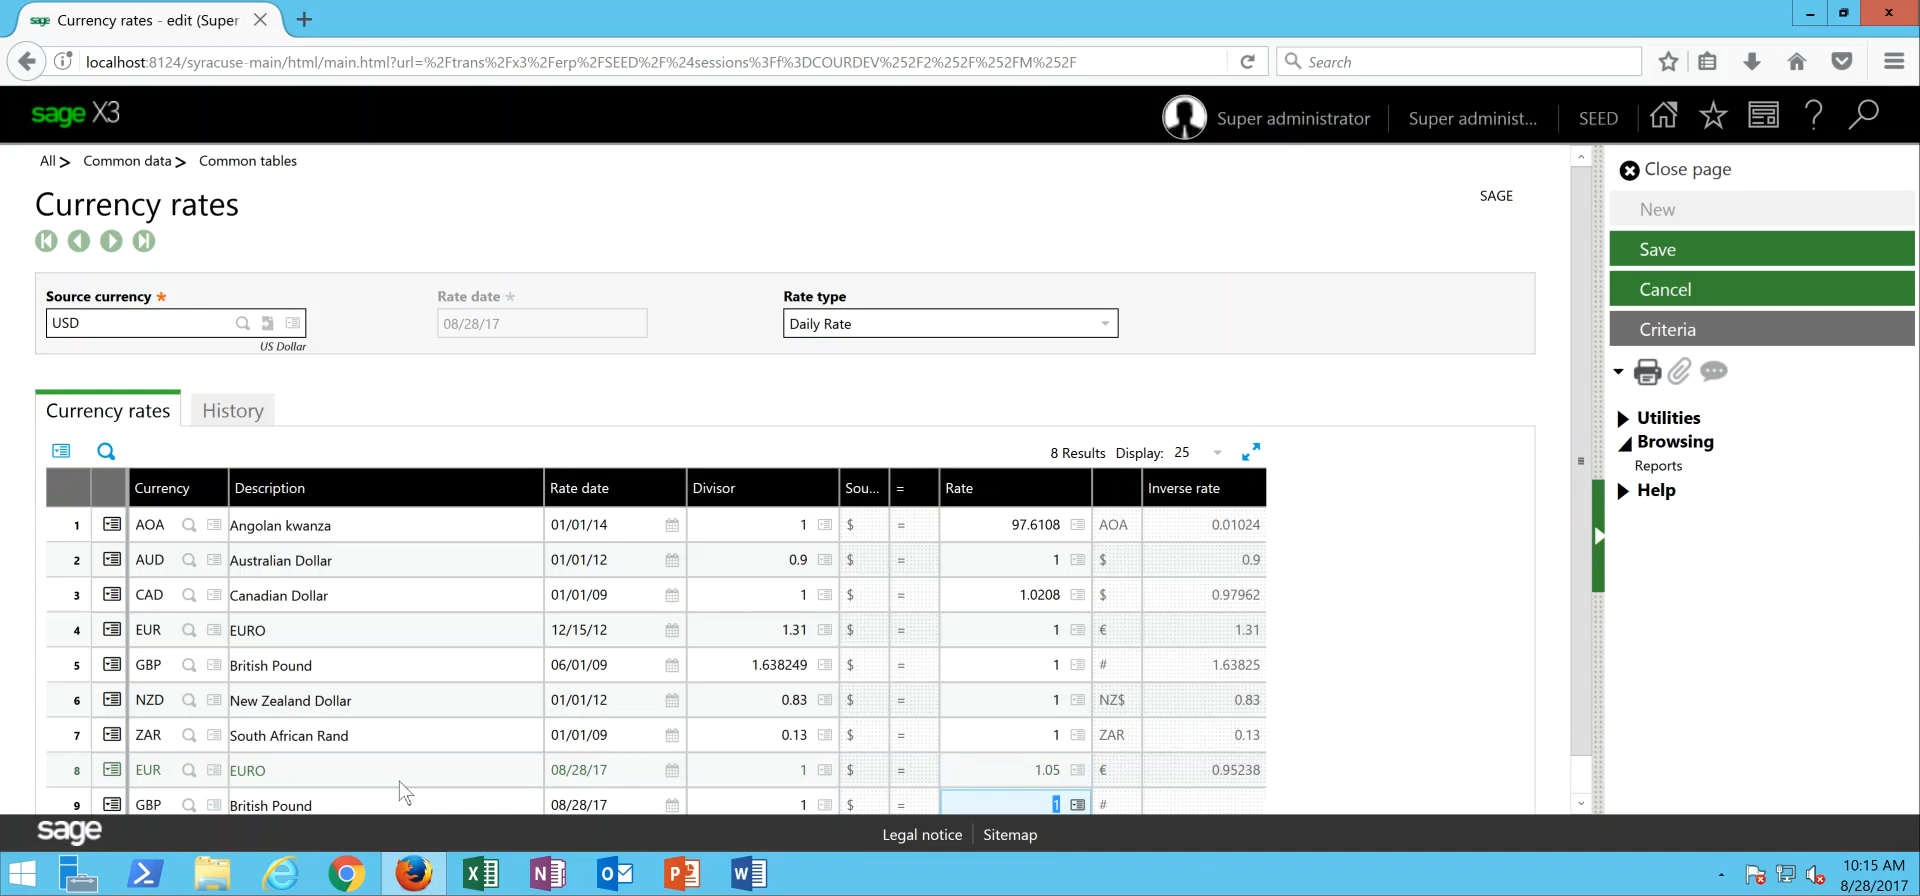 sage Currency rates - edit (Super
localhost:8124/syracuse-main/html/main.html?url=%2Ftrans%2Fx3%2Ferp%2FSEED%2F%24sessions%3Ff%3DCOURDEV%252F2%252F%252FM%252F
Search
sage X3
Super administrator
Super administ...
SEED
All > Common data > Common tables
Currency rates
SAGE
Source currency *
Rate date *
Rate type
USD
08/28/17
Daily Rate
US Dollar
Currency rates
History
8 Results Display: 25
Currency Description Rate date Divisor Sou... = Rate Inverse rate
1 AOA Angolan kwanza 01/01/14 1 $ = 97.6108 AOA 0.01024
2 AUD Australian Dollar 01/01/12 0.9 $ = 1 $ 0.9
3 CAD Canadian Dollar 01/01/09 1 $ = 1.0208 $ 0.97962
4 EUR EURO 12/15/12 1.31 $ = 1 € 1.31
5 GBP British Pound 06/01/09 1.638249 $ = 1 # 1.63825
6 NZD New Zealand Dollar 01/01/12 0.83 $ = 1 NZ$ 0.83
7 ZAR South African Rand 01/01/09 0.13 $ = 1 ZAR 0.13
8 EUR EURO 08/28/17 1 $ = 1.05 € 0.95238
9 GBP British Pound 08/28/17 1 $ = 1 #
Close page
New
Save
Cancel
Criteria
Utilities
Browsing
Reports
Help
sage
Legal notice
Sitemap
10:15 AM
8/28/2017